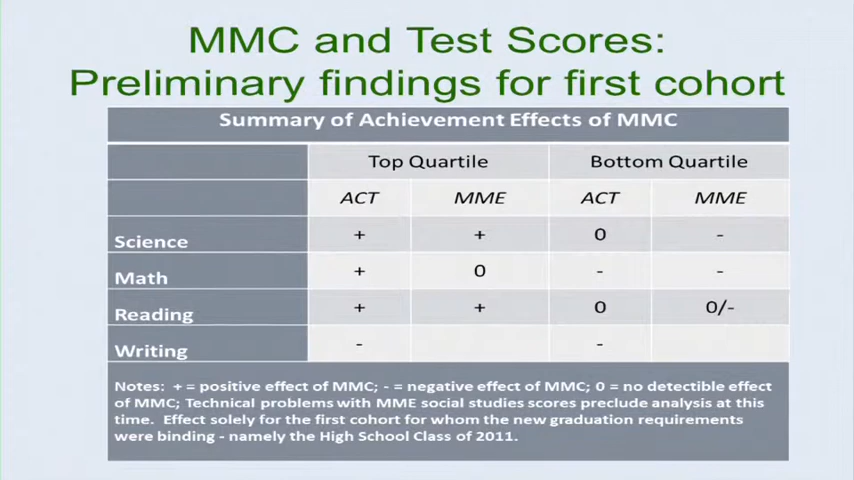 MMC and Test Scores:
Preliminary findings for first cohort
Summary of Achievement Effects of MMC
Top Quartile Bottom Quartile
ACT MME ACT MME
Science + + 0 -
Math + 0 - -
Reading + + 0 0/-
Writing - -
Notes: + = positive effect of MMC; - = negative effect of MMC; 0 = no detectible effect
of MMC; Technical problems with MME social studies scores preclude analysis at this
time. Effect solely for the first cohort for whom the new graduation requirements
were binding - namely the High School Class of 2011.